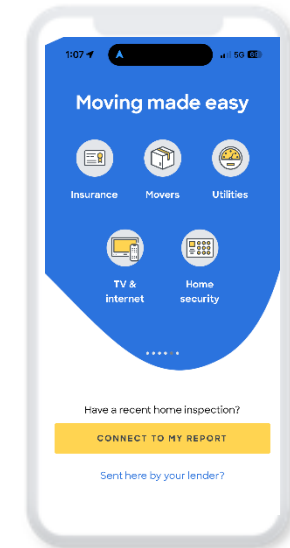 1:07
5G
Moving made easy
Insurance
Movers
Utilities
TV &
internet
Home
security
Have a recent home inspection?
CONNECT TO MY REPORT
Sent here by your lender?